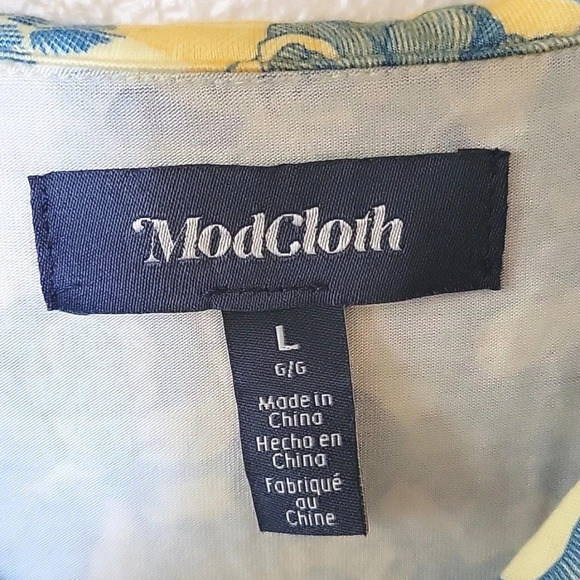 ModCloth
L
G/G
Made in
China
Hecho en
China
Fabriqué
au
Chine